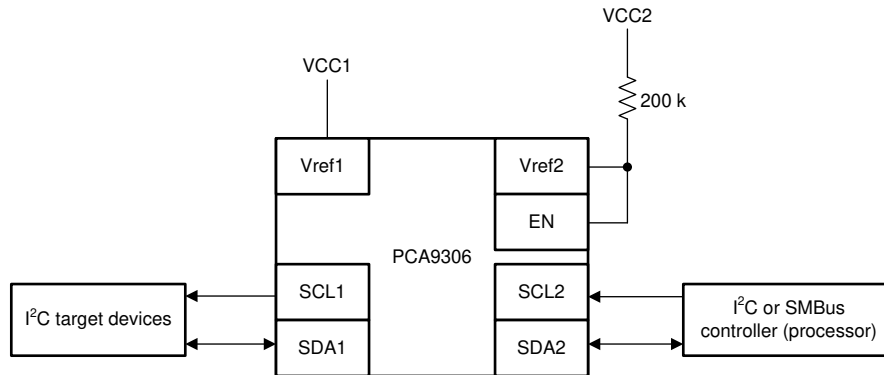 VCC2
VCC1
200 k
Vref1
Vref2
EN
PCA9306
SCL1
SCL2
I²C target devices
I²C or SMBus
controller (processor)
SDA1
SDA2